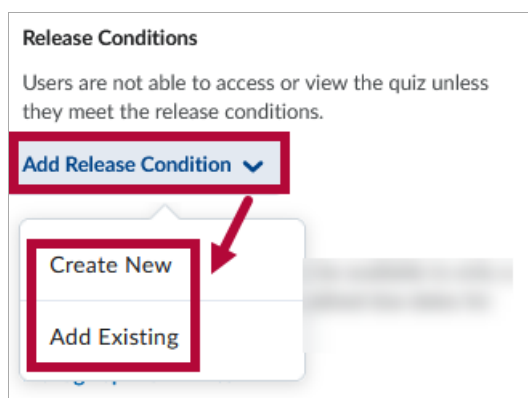 Release Conditions
Users are not able to access or view the quiz unless
they meet the release conditions.
Add Release Condition
Create New
Add Existing